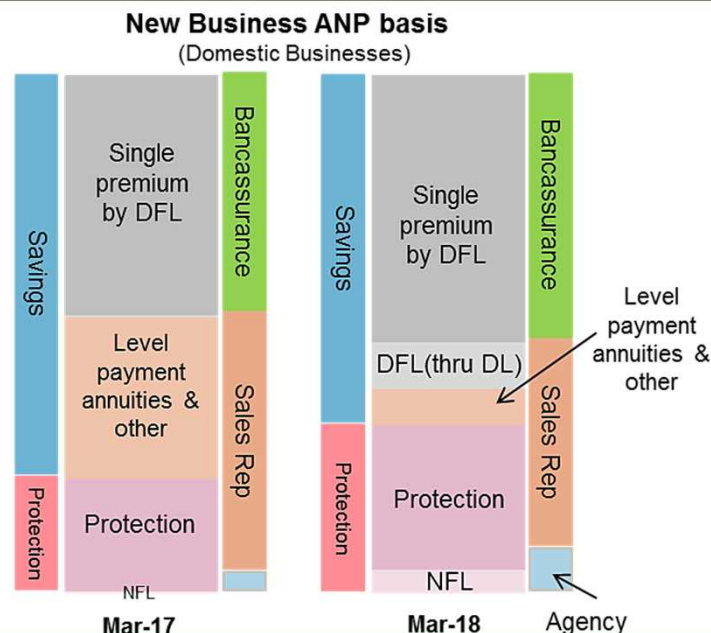 New Business ANP basis
(Domestic Businesses)
Savings
Protection
Single
premium
by DFL
Level
payment
annuities & 
other
Protection
NFL
Bancassurance
Sales Rep
Mar-17
Savings
Protection
Single
premium
by DFL
DFL(thru DL)
Protection
NFL
Bancassurance
Sales Rep
Level
payment
annuities &
other
Mar-18
Agency